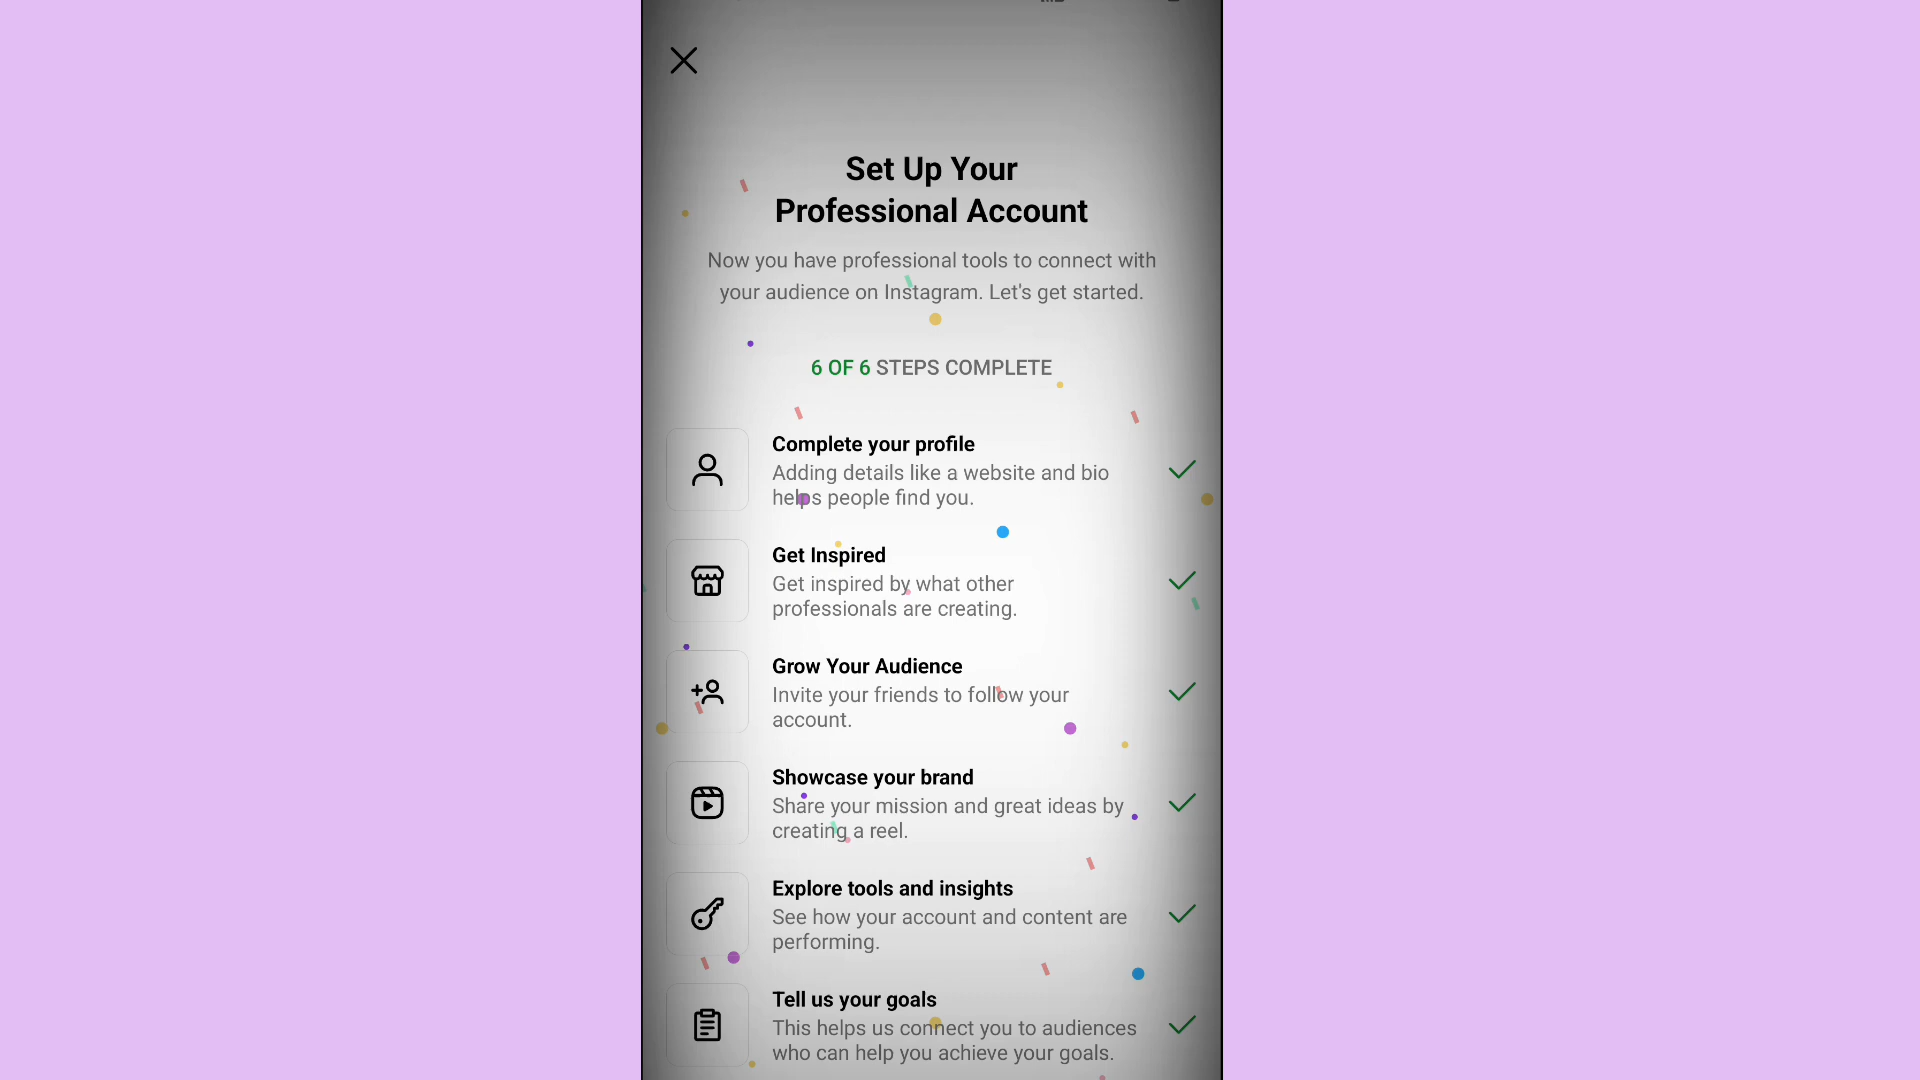 Set Up Your
Professional Account
Now you have professional tools to connect with
your audience on Instagram. Let's get started.
6 OF 6 STEPS COMPLETE
Complete your profile
Adding details like a website and bio
helps people find you.
Get Inspired
Get inspired by what other
professionals are creating.
Grow Your Audience
Invite your friends to follow your
account.
Showcase your brand
Share your mission and great ideas by
creating a reel.
Explore tools and insights
See how your account and content are
performing.
Tell us your goals
This helps us connect you to audiences
who can help you achieve your goals.